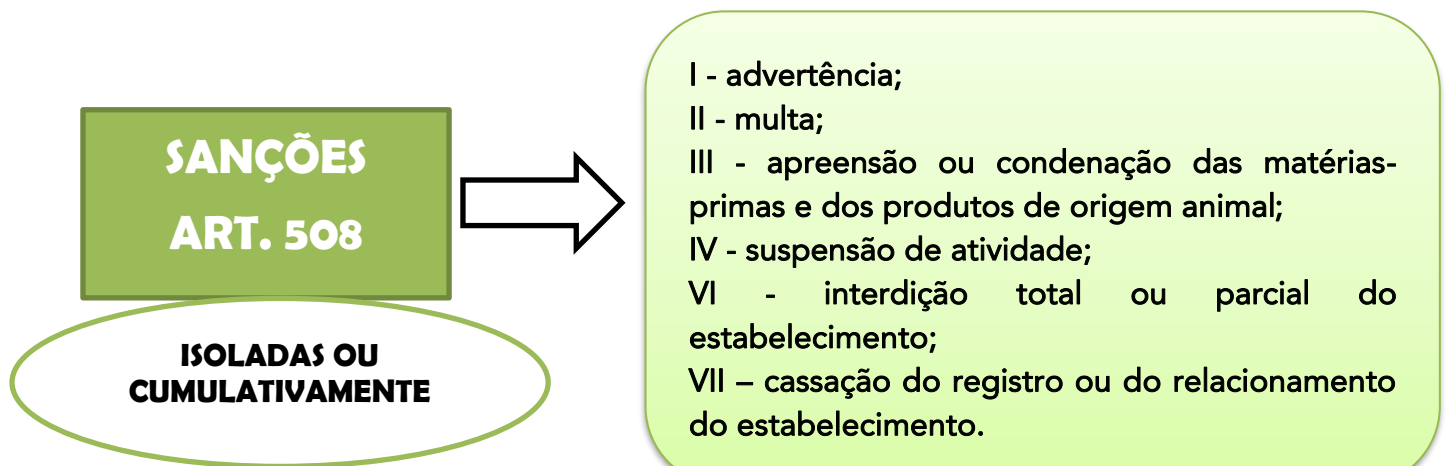 SANÇÕES
ART. 508
ISOLADAS OU
CUMULATIVAMENTE
I - advertência;
II - multa;
III - apreensão ou condenação das matérias-
primas e dos produtos de origem animal;
IV - suspensão de atividade;
VI - interdição total ou parcial do
estabelecimento;
VII – cassação do registro ou do relacionamento
do estabelecimento.